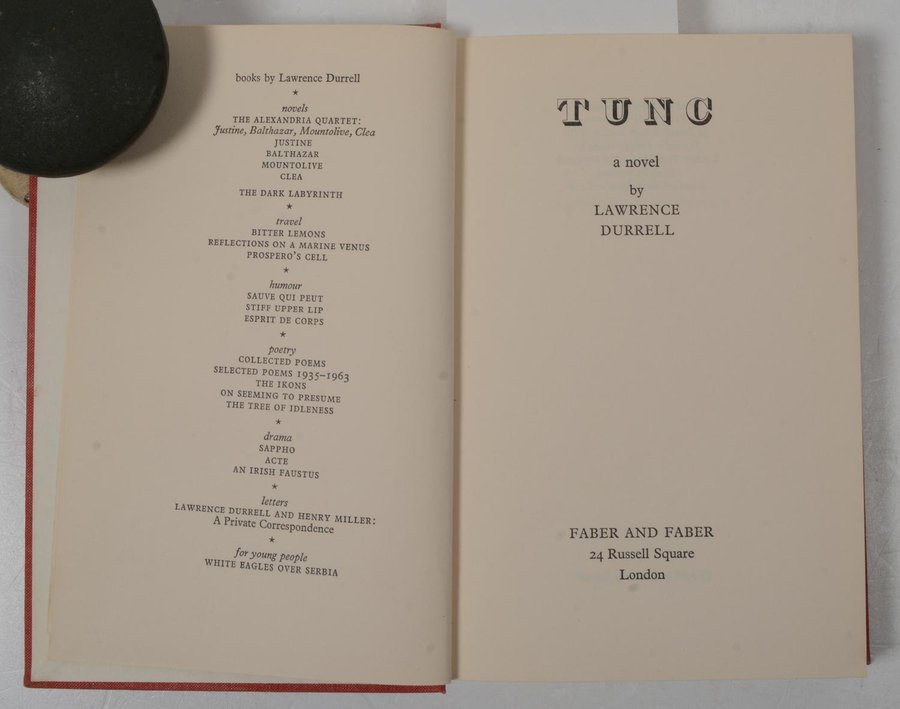 books by Lawrence Durrell
*
novels
THE ALEXANDRIA QUARTET:
Justine, Balthazar, Mountolive, Clea
JUSTINE
BALTHAZAR
MOUNTOLIVE
CLEA
THE DARK LABYRINTH
*
travel
BITTER LEMONS
REFLECTIONS ON A MARINE VENUS
PROSPERO'S CELL
*
humour
SAUVE QUI PEUT
STIFF UPPER LIP
ESPRIT DE CORPS
*
poetry
COLLECTED POEMS
SELECTED POEMS 1935–1963
THE IKONS
ON SEEMING TO PRESUME
THE TREE OF IDLENESS
*
drama
SAPPHO
ACTE
AN IRISH FAUSTUS
*
letters
LAWRENCE DURRELL AND HENRY MILLER:
A Private Correspondence
*
for young people
WHITE EAGLES OVER SERBIA
TUNC
a novel
by
LAWRENCE
DURRELL
FABER AND FABER
24 Russell Square
London